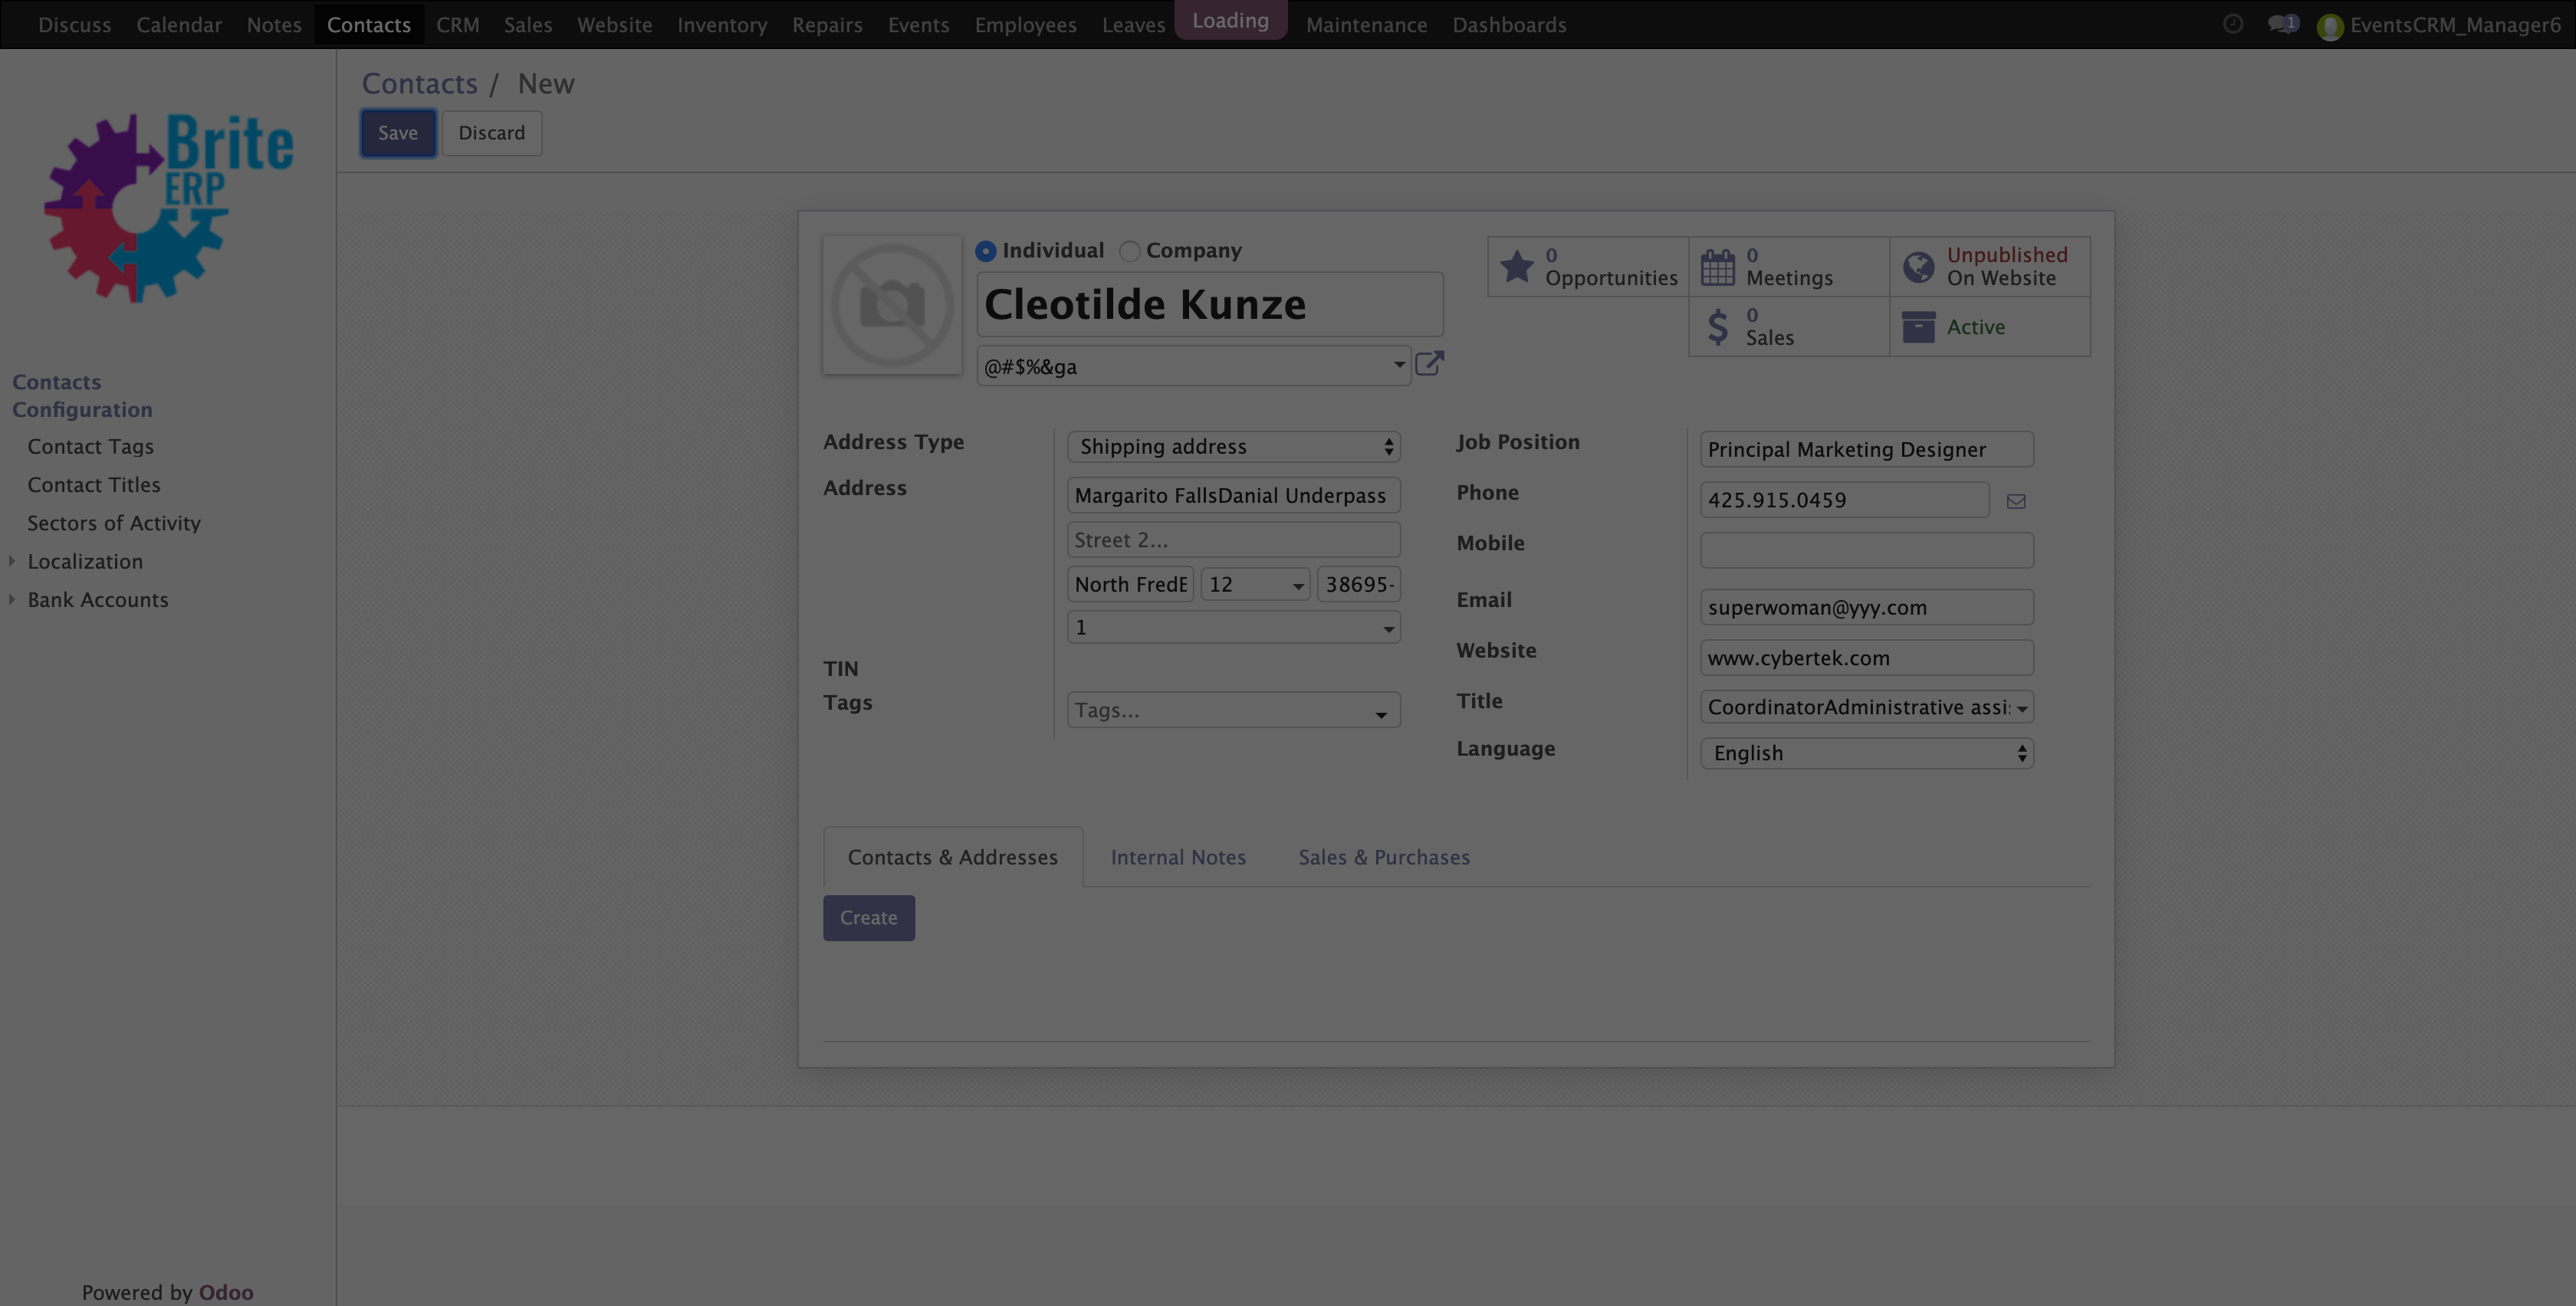 Discuss Calendar Notes Contacts CRM Sales Website Inventory Repairs Events Employees Leaves Loading Maintenance Dashboards 1 EventsCRM_Manager6
Brite
ERP
Contacts / New
Save Discard
Contacts
Configuration
Contact Tags
Contact Titles
Sectors of Activity
Localization
Bank Accounts
Powered by Odoo
Individual Company
Cleotilde Kunze
@#$%&ga
0
Opportunities
0
Meetings
Unpublished
On Website
0
Sales
Active
Address Type Shipping address
Address Margarito FallsDanial Underpass
Street 2...
North Fred 12 38695-
1
TIN
Tags Tags...
Job Position Principal Marketing Designer
Phone 425.915.0459
Mobile
Email superwoman@yyy.com
Website www.cybertek.com
Title CoordinatorAdministrative assi
Language English
Contacts & Addresses Internal Notes Sales & Purchases
Create